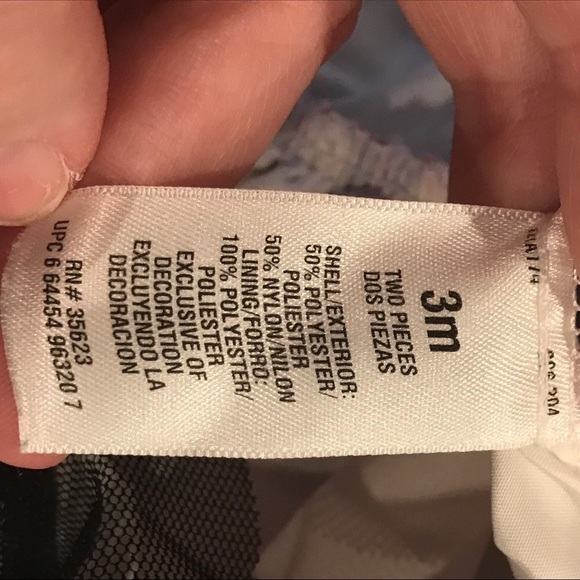 3m
TWO PIECES
DOS PIEZAS
SHELL/EXTERIOR:
50% POLYESTER/
POLIESTER
50% NYLON/NILON
LINING/FORRO:
100% POLYESTER/
POLIESTER
EXCLUSIVE OF
DECORATION
EXCLUYENDO LA
DECORACION
RN# 35623
UPC 6 64454 96320 7